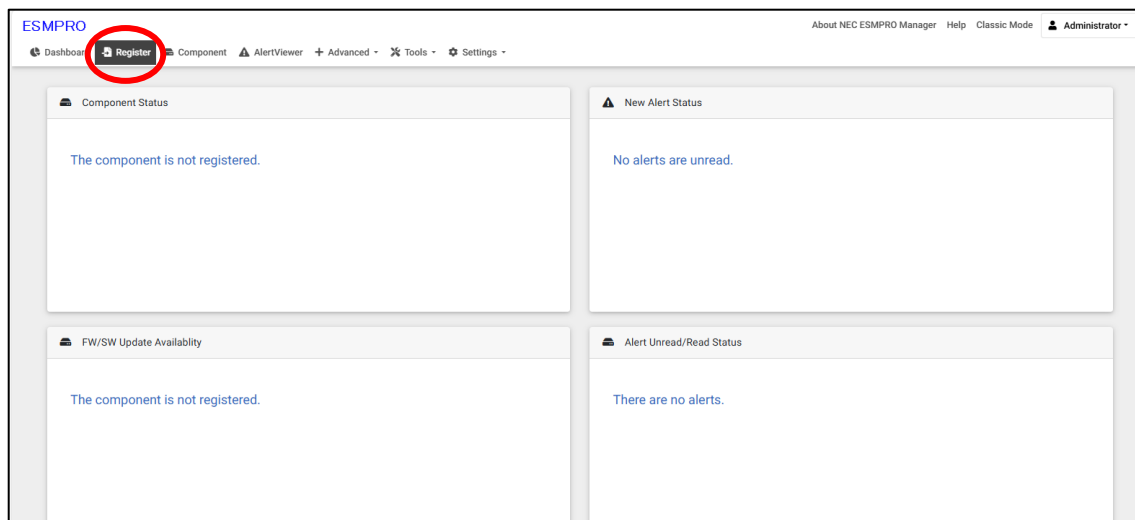 ESMPRO
About NEC ESMPRO Manager Help Classic Mode Administrator
Dashboar Register Component AlertViewer Advanced Tools Settings
Component Status
New Alert Status
The component is not registered.
No alerts are unread.
FW/SW Update Availablity
Alert Unread/Read Status
The component is not registered.
There are no alerts.